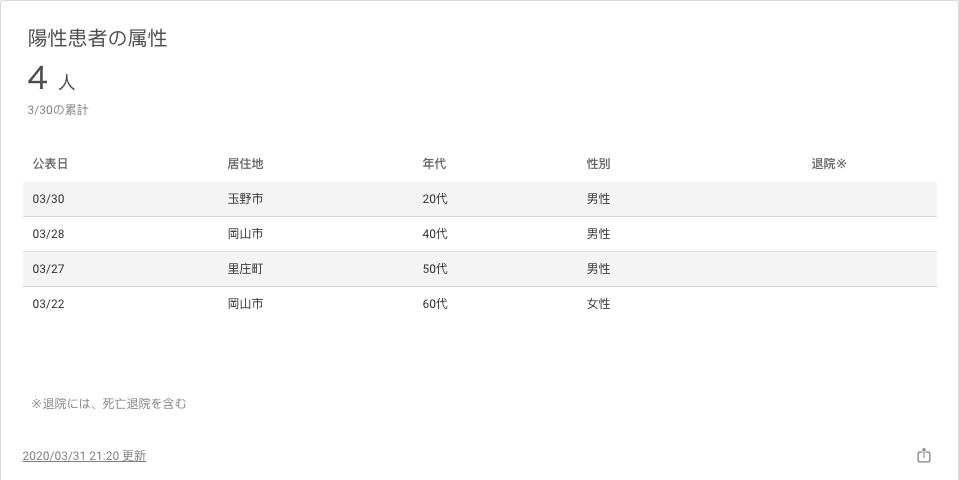 陽性患者の属性
4 人
3/30の累計
公表日 居住地 年代 性別 退院※
03/30 玉野市 20代 男性
03/28 岡山市 40代 男性
03/27 里庄町 50代 男性
03/22 岡山市 60代 女性
※退院には、死亡退院を含む
2020/03/31 21:20 更新